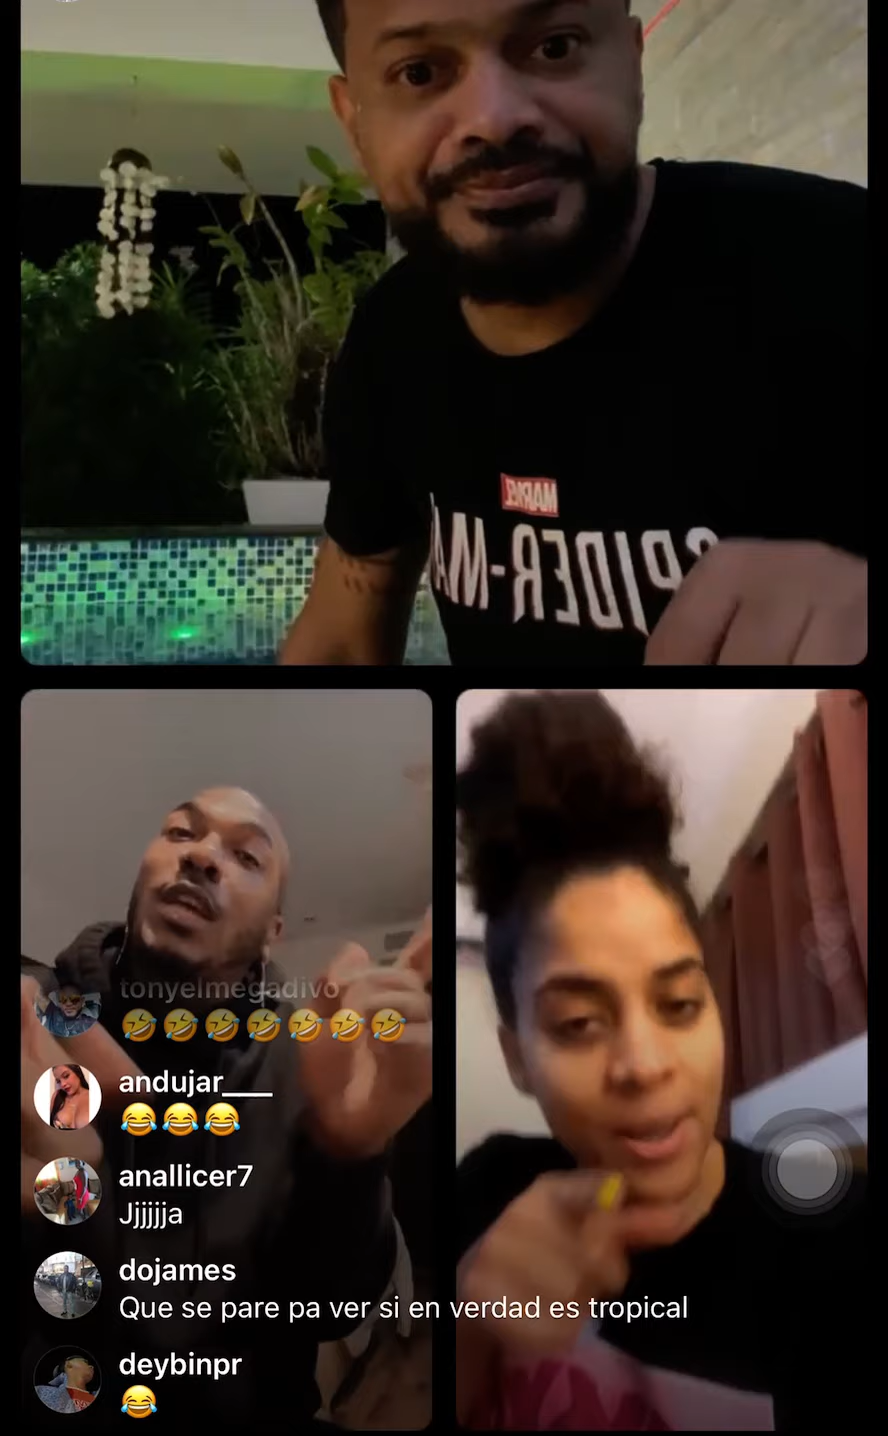 MARVEL
SPIDER-MA
tonyelmegadivo
🤣🤣🤣🤣🤣🤣🤣
andujar___
😂😂😂
anallicer7
Jjjjjja
dojames
Que se pare pa ver si en verdad es tropical
deybinpr
😂